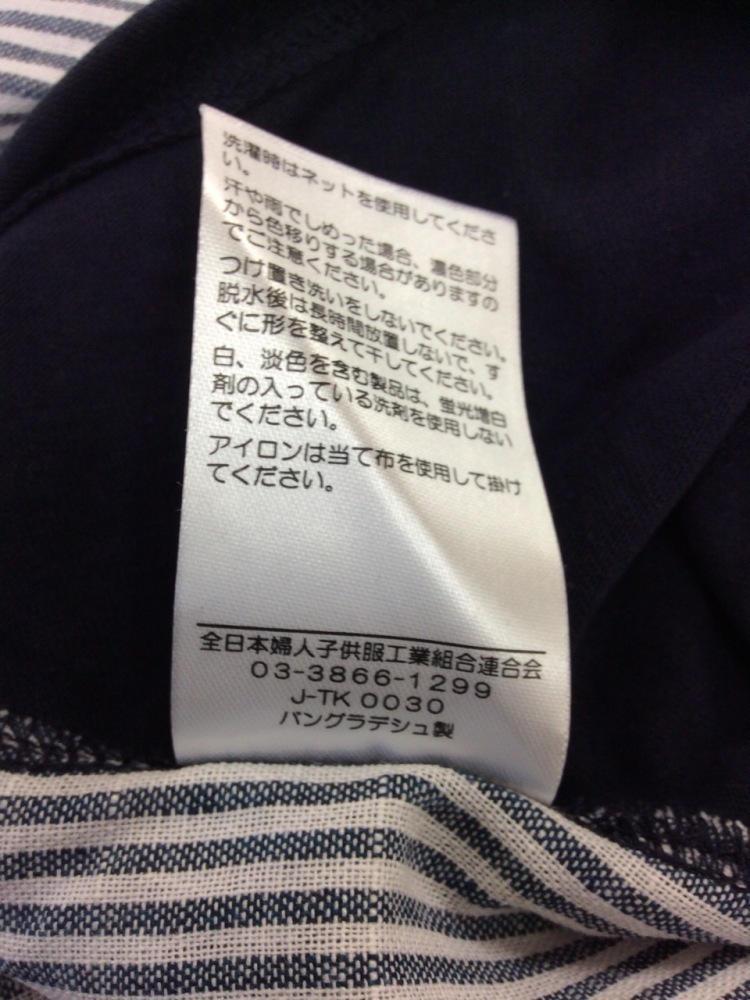 洗濯時はネットを使用してくださ
い。
汗や雨でしめった場合、濃色部分
から色移りする場合がありますの
でご注意ください。
つけ置き洗いをしないでください。
脱水後は長時間放置しないで、す
ぐに形を整えて干してください。
白、淡色を含む製品は、蛍光増白
剤の入っている洗剤を使用しない
でください。
アイロンは当て布を使用して掛け
てください。
全日本婦人子供服工業組合連合会
03-3866-1299
J-TK 0030
バングラデシュ製